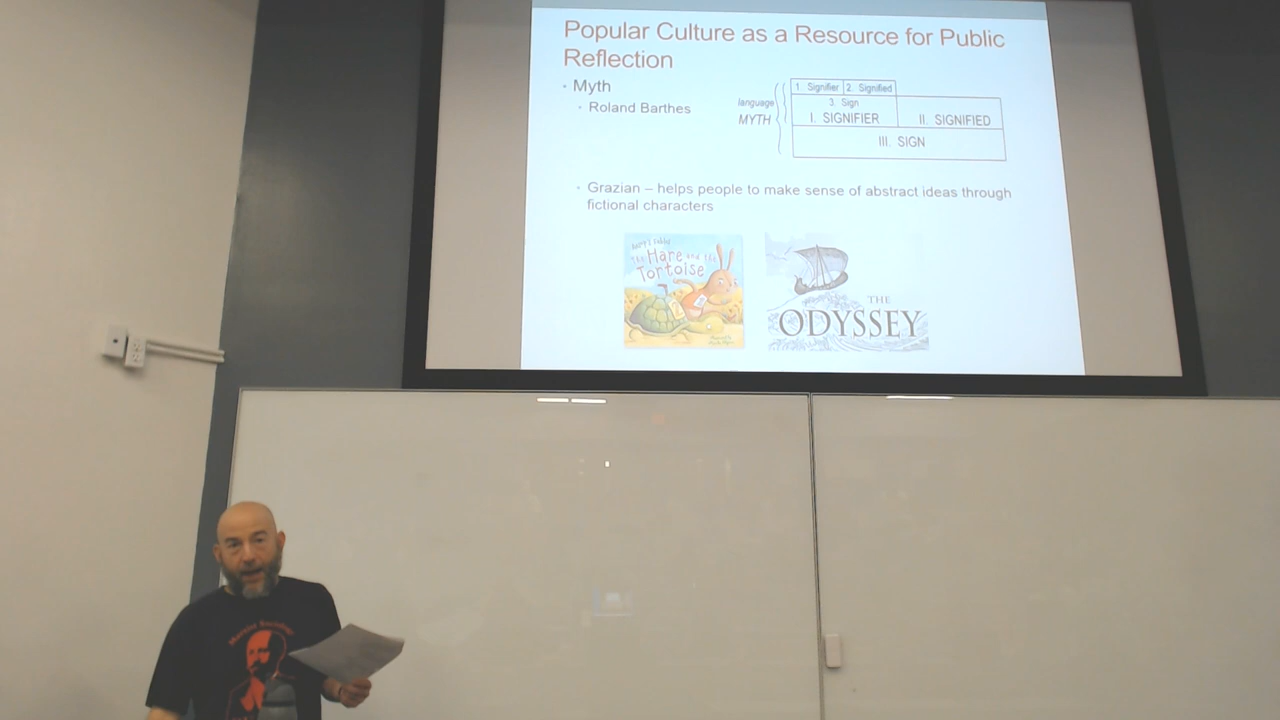 Popular Culture as a Resource for Public
Reflection
• Myth
• Roland Barthes
1. Signifier 2. Signified
language
3. Sign
MYTH
I. SIGNIFIER
II. SIGNIFIED
III. SIGN
• Grazian – helps people to make sense of abstract ideas through
fictional characters
The Hare and the
Tortoise
THE
ODYSSEY